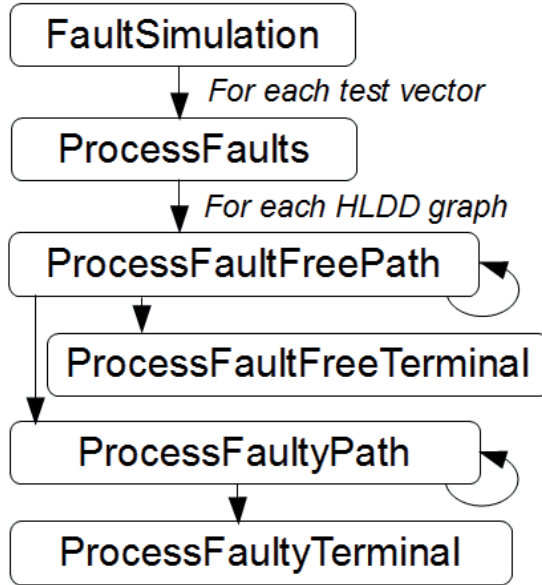 FaultSimulation
For each test vector
ProcessFaults
For each HLDD graph
ProcessFaultFreePath
ProcessFaultFreeTerminal
ProcessFaultyPath
ProcessFaultyTerminal